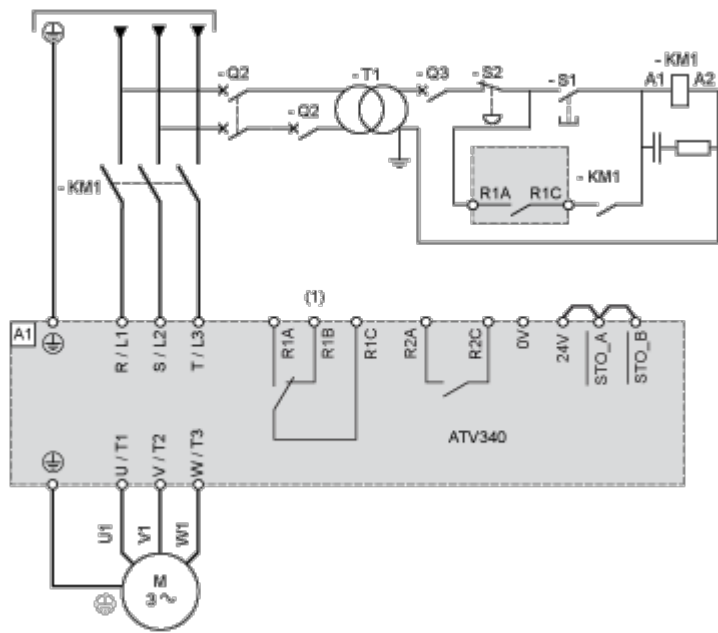 - Q2
- T1
- Q3
- S2
- S1
- KM1
A1
A2
- Q2
- KM1
R1A
R1C
- KM1
(1)
A1
R / L1
S / L2
T / L3
R1A
R1B
R1C
R2A
R2C
0V
24V
STO_A
STO_B
ATV340
U / T1
V / T2
W / T3
U1
V1
W1
M
3 ~